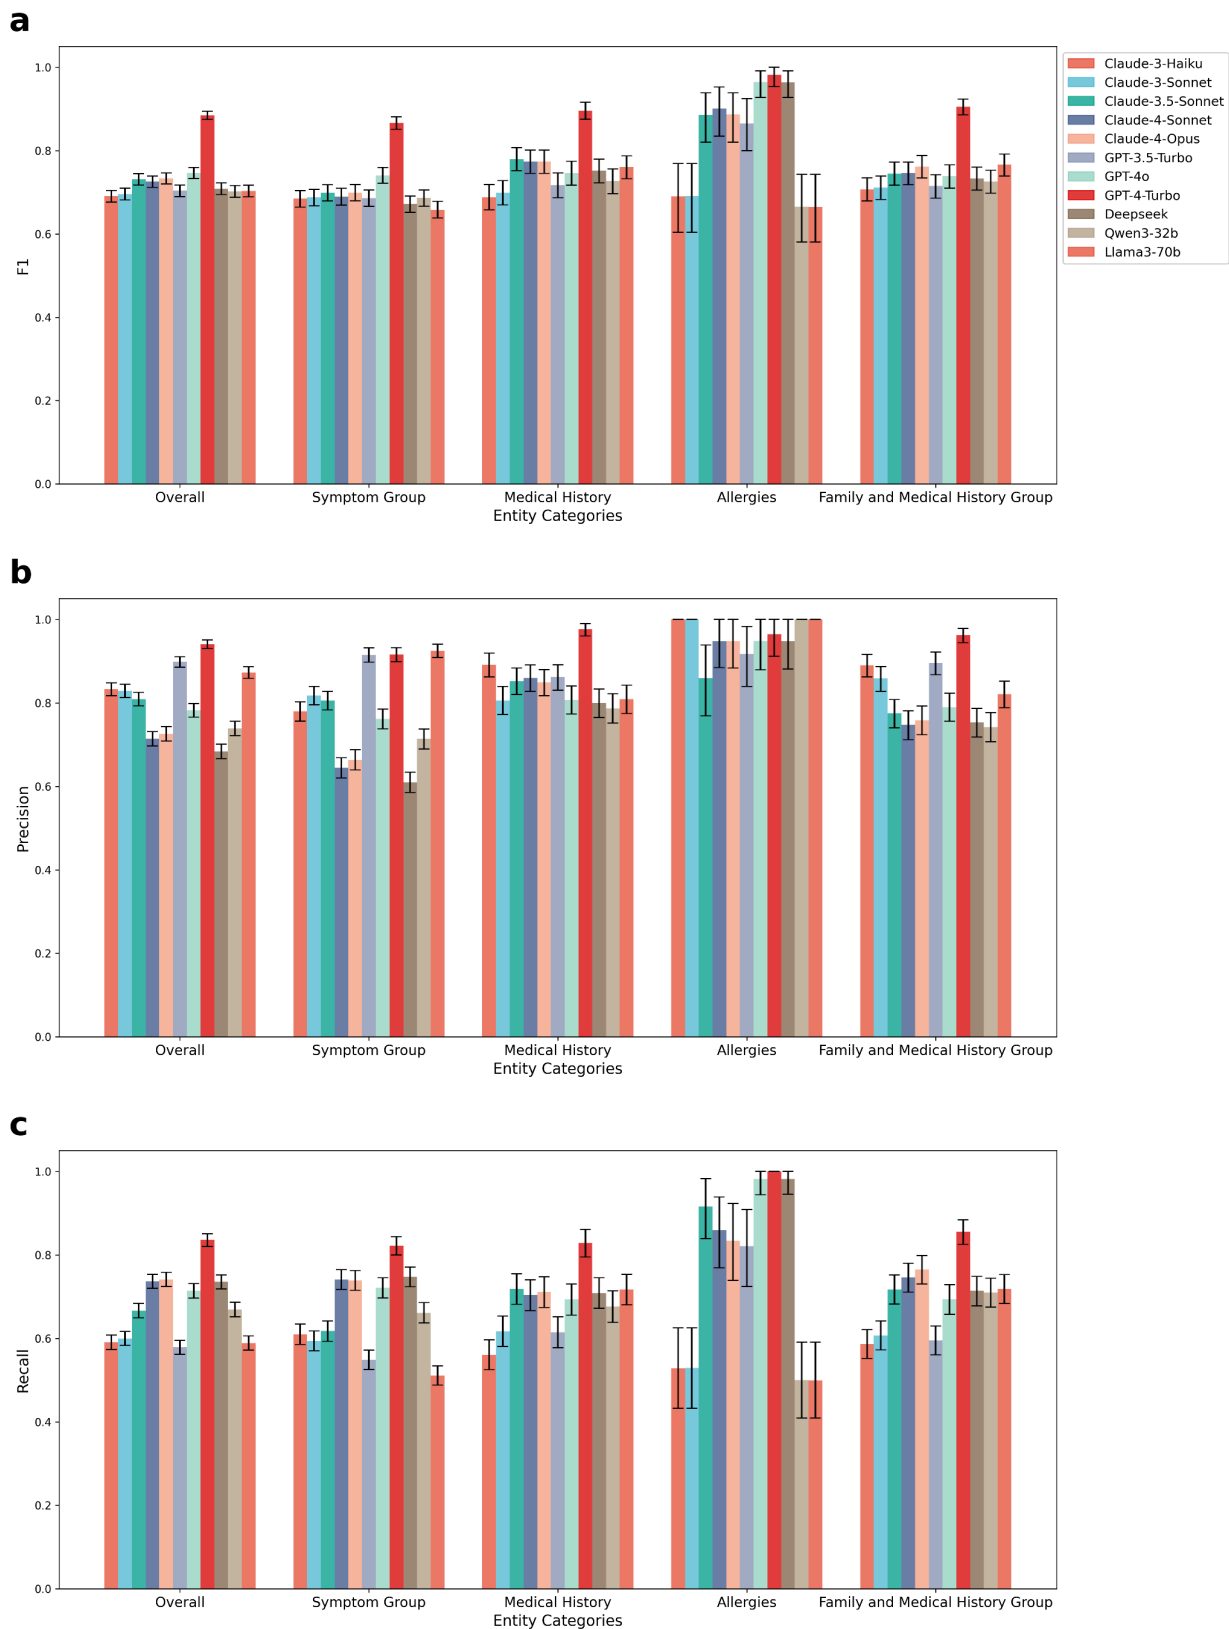 a
1.0
0.8
0.6
0.4
0.2
0.0
F1
Overall
Symptom Group
Medical History
Allergies
Family and Medical History Group
Entity Categories
Claude-3-Haiku
Claude-3-Sonnet
Claude-3.5-Sonnet
Claude-4-Sonnet
Claude-4-Opus
GPT-3.5-Turbo
GPT-4o
GPT-4-Turbo
Deepseek
Qwen3-32b
Llama3-70b
b
1.0
0.8
0.6
0.4
0.2
0.0
Precision
Overall
Symptom Group
Medical History
Allergies
Family and Medical History Group
Entity Categories
c
1.0
0.8
0.6
0.4
0.2
0.0
Recall
Overall
Symptom Group
Medical History
Allergies
Family and Medical History Group
Entity Categories